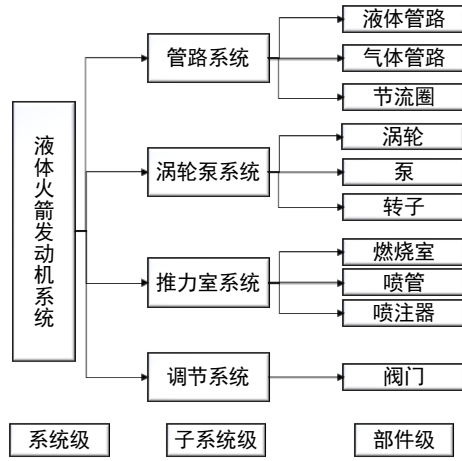 液体火箭发动机系统
管路系统
液体管路
气体管路
节流圈
涡轮泵系统
涡轮
泵
转子
推力室系统
燃烧室
喷管
喷注器
调节系统
阀门
系统级
子系统级
部件级